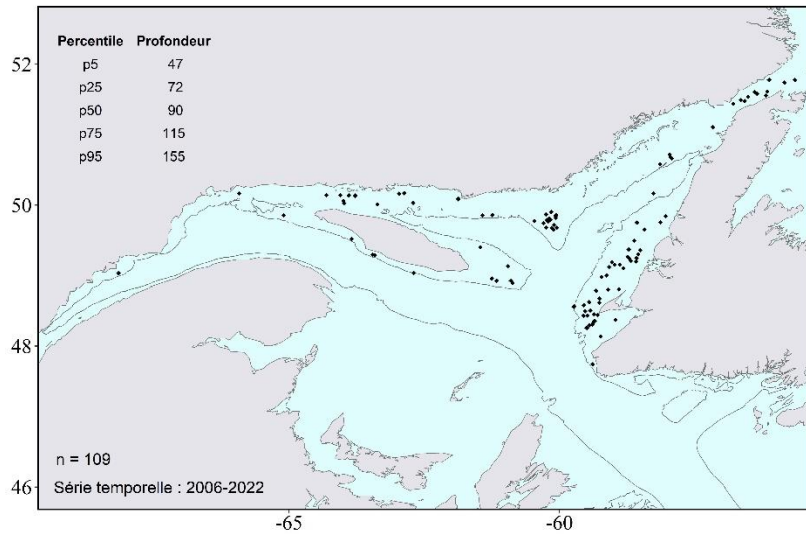 Percentile Profondeur
p5 47
p25 72
p50 90
p75 115
p95 155
52
50
48
46
n = 109
Série temporelle : 2006-2022
-65 -60